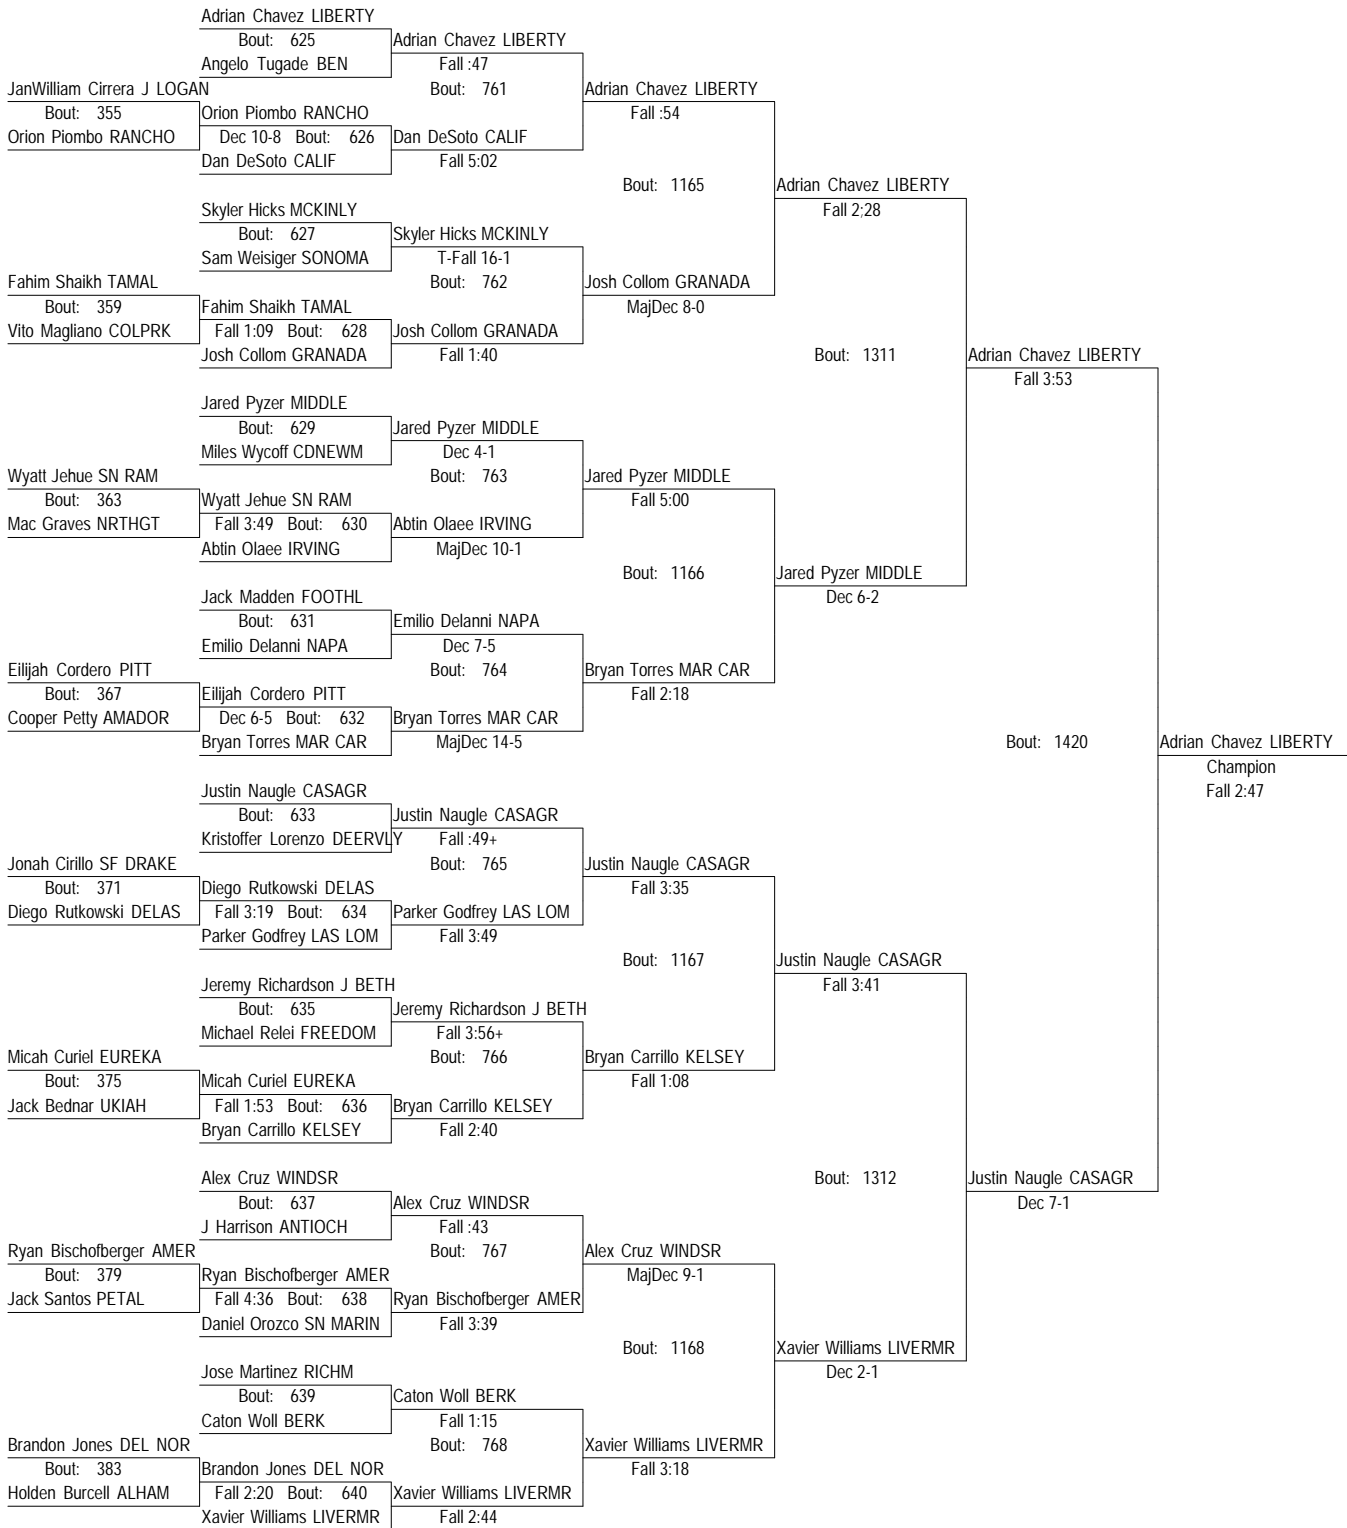 Adrian Chavez LIBERTY
Bout: 625
Adrian Chavez LIBERTY
Angelo Tugade BEN
Fall :47
JanWilliam Cirrera J LOGAN
Bout: 761
Adrian Chavez LIBERTY
Bout: 355
Orion Piombo RANCHO
Fall :54
Orion Piombo RANCHO
Dec 10-8 Bout: 626
Dan DeSoto CALIF
Dan DeSoto CALIF
Fall 5:02
Bout: 1165
Adrian Chavez LIBERTY
Skyler Hicks MCKINLY
Fall 2;28
Bout: 627
Skyler Hicks MCKINLY
Sam Weisiger SONOMA
T-Fall 16-1
Fahim Shaikh TAMAL
Bout: 762
Josh Collom GRANADA
Bout: 359
Fahim Shaikh TAMAL
MajDec 8-0
Vito Magliano COLPRK
Fall 1:09 Bout: 628
Josh Collom GRANADA
Josh Collom GRANADA
Fall 1:40
Bout: 1311
Adrian Chavez LIBERTY
Fall 3:53
Jared Pyzer MIDDLE
Bout: 629
Jared Pyzer MIDDLE
Miles Wycoff CDNEWM
Dec 4-1
Wyatt Jehue SN RAM
Bout: 763
Jared Pyzer MIDDLE
Bout: 363
Wyatt Jehue SN RAM
Fall 5:00
Mac Graves NRTHGT
Fall 3:49 Bout: 630
Abtin Olaee IRVING
Abtin Olaee IRVING
MajDec 10-1
Bout: 1166
Jared Pyzer MIDDLE
Jack Madden FOOTHL
Dec 6-2
Bout: 631
Emilio Delanni NAPA
Emilio Delanni NAPA
Dec 7-5
Eilijah Cordero PITT
Bout: 764
Bryan Torres MAR CAR
Bout: 367
Eilijah Cordero PITT
Fall 2:18
Cooper Petty AMADOR
Dec 6-5 Bout: 632
Bryan Torres MAR CAR
Bryan Torres MAR CAR
MajDec 14-5
Bout: 1420
Adrian Chavez LIBERTY
Champion
Fall 2:47
Justin Naugle CASAGR
Bout: 633
Justin Naugle CASAGR
Kristoffer Lorenzo DEERVLY
Fall :49+
Jonah Cirillo SF DRAKE
Bout: 765
Justin Naugle CASAGR
Bout: 371
Diego Rutkowski DELAS
Fall 3:35
Diego Rutkowski DELAS
Fall 3:19 Bout: 634
Parker Godfrey LAS LOM
Parker Godfrey LAS LOM
Fall 3:49
Bout: 1167
Justin Naugle CASAGR
Jeremy Richardson J BETH
Fall 3:41
Bout: 635
Jeremy Richardson J BETH
Michael Relei FREEDOM
Fall 3:56+
Micah Curiel EUREKA
Bout: 766
Bryan Carrillo KELSEY
Bout: 375
Micah Curiel EUREKA
Fall 1:08
Jack Bednar UKIAH
Fall 1:53 Bout: 636
Bryan Carrillo KELSEY
Bryan Carrillo KELSEY
Fall 2:40
Alex Cruz WINDSR
Bout: 1312
Justin Naugle CASAGR
Bout: 637
Alex Cruz WINDSR
Dec 7-1
J Harrison ANTIOCH
Fall :43
Ryan Bischofberger AMER
Bout: 767
Alex Cruz WINDSR
Bout: 379
Ryan Bischofberger AMER
MajDec 9-1
Jack Santos PETAL
Fall 4:36 Bout: 638
Ryan Bischofberger AMER
Daniel Orozco SN MARIN
Fall 3:39
Bout: 1168
Xavier Williams LIVERMR
Jose Martinez RICHM
Dec 2-1
Bout: 639
Caton Woll BERK
Caton Woll BERK
Fall 1:15
Brandon Jones DEL NOR
Bout: 768
Xavier Williams LIVERMR
Bout: 383
Brandon Jones DEL NOR
Fall 3:18
Holden Burcell ALHAM
Fall 2:20 Bout: 640
Xavier Williams LIVERMR
Xavier Williams LIVERMR
Fall 2:44